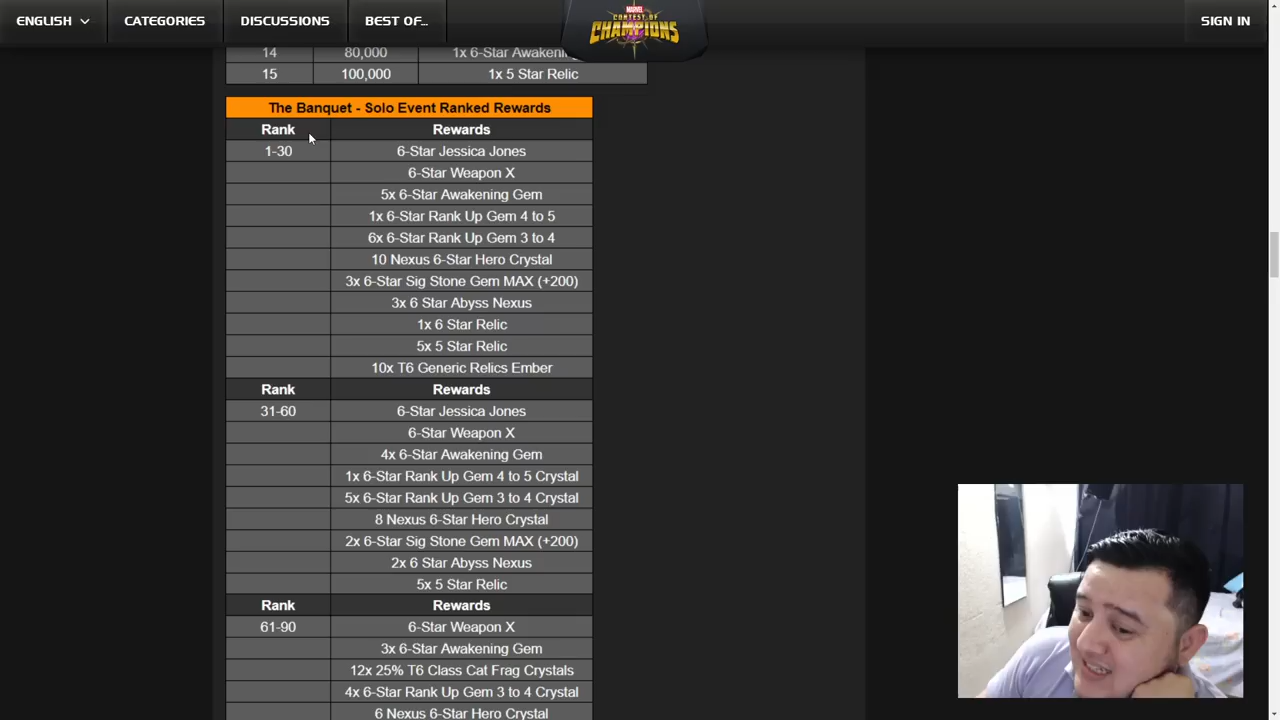 ENGLISH CATEGORIES DISCUSSIONS BEST OF... MARVEL CONTEST OF CHAMPIONS SIGN IN
14 80,000 1x 6-Star
15 100,000 1x 5 Star Relic
The Banquet - Solo Event Ranked Rewards
Rank Rewards
1-30 6-Star Jessica Jones
6-Star Weapon X
5x 6-Star Awakening Gem
1x 6-Star Rank Up Gem 4 to 5
6x 6-Star Rank Up Gem 3 to 4
10 Nexus 6-Star Hero Crystal
3x 6-Star Sig Stone Gem MAX (+200)
3x 6 Star Abyss Nexus
1x 6 Star Relic
5x 5 Star Relic
10x T6 Generic Relics Ember
Rank Rewards
31-60 6-Star Jessica Jones
6-Star Weapon X
4x 6-Star Awakening Gem
1x 6-Star Rank Up Gem 4 to 5 Crystal
5x 6-Star Rank Up Gem 3 to 4 Crystal
8 Nexus 6-Star Hero Crystal
2x 6-Star Sig Stone Gem MAX (+200)
2x 6 Star Abyss Nexus
5x 5 Star Relic
Rank Rewards
61-90 6-Star Weapon X
3x 6-Star Awakening Gem
12x 25% T6 Class Cat Frag Crystals
4x 6-Star Rank Up Gem 3 to 4 Crystal
6 Nexus 6-Star Hero Crystal